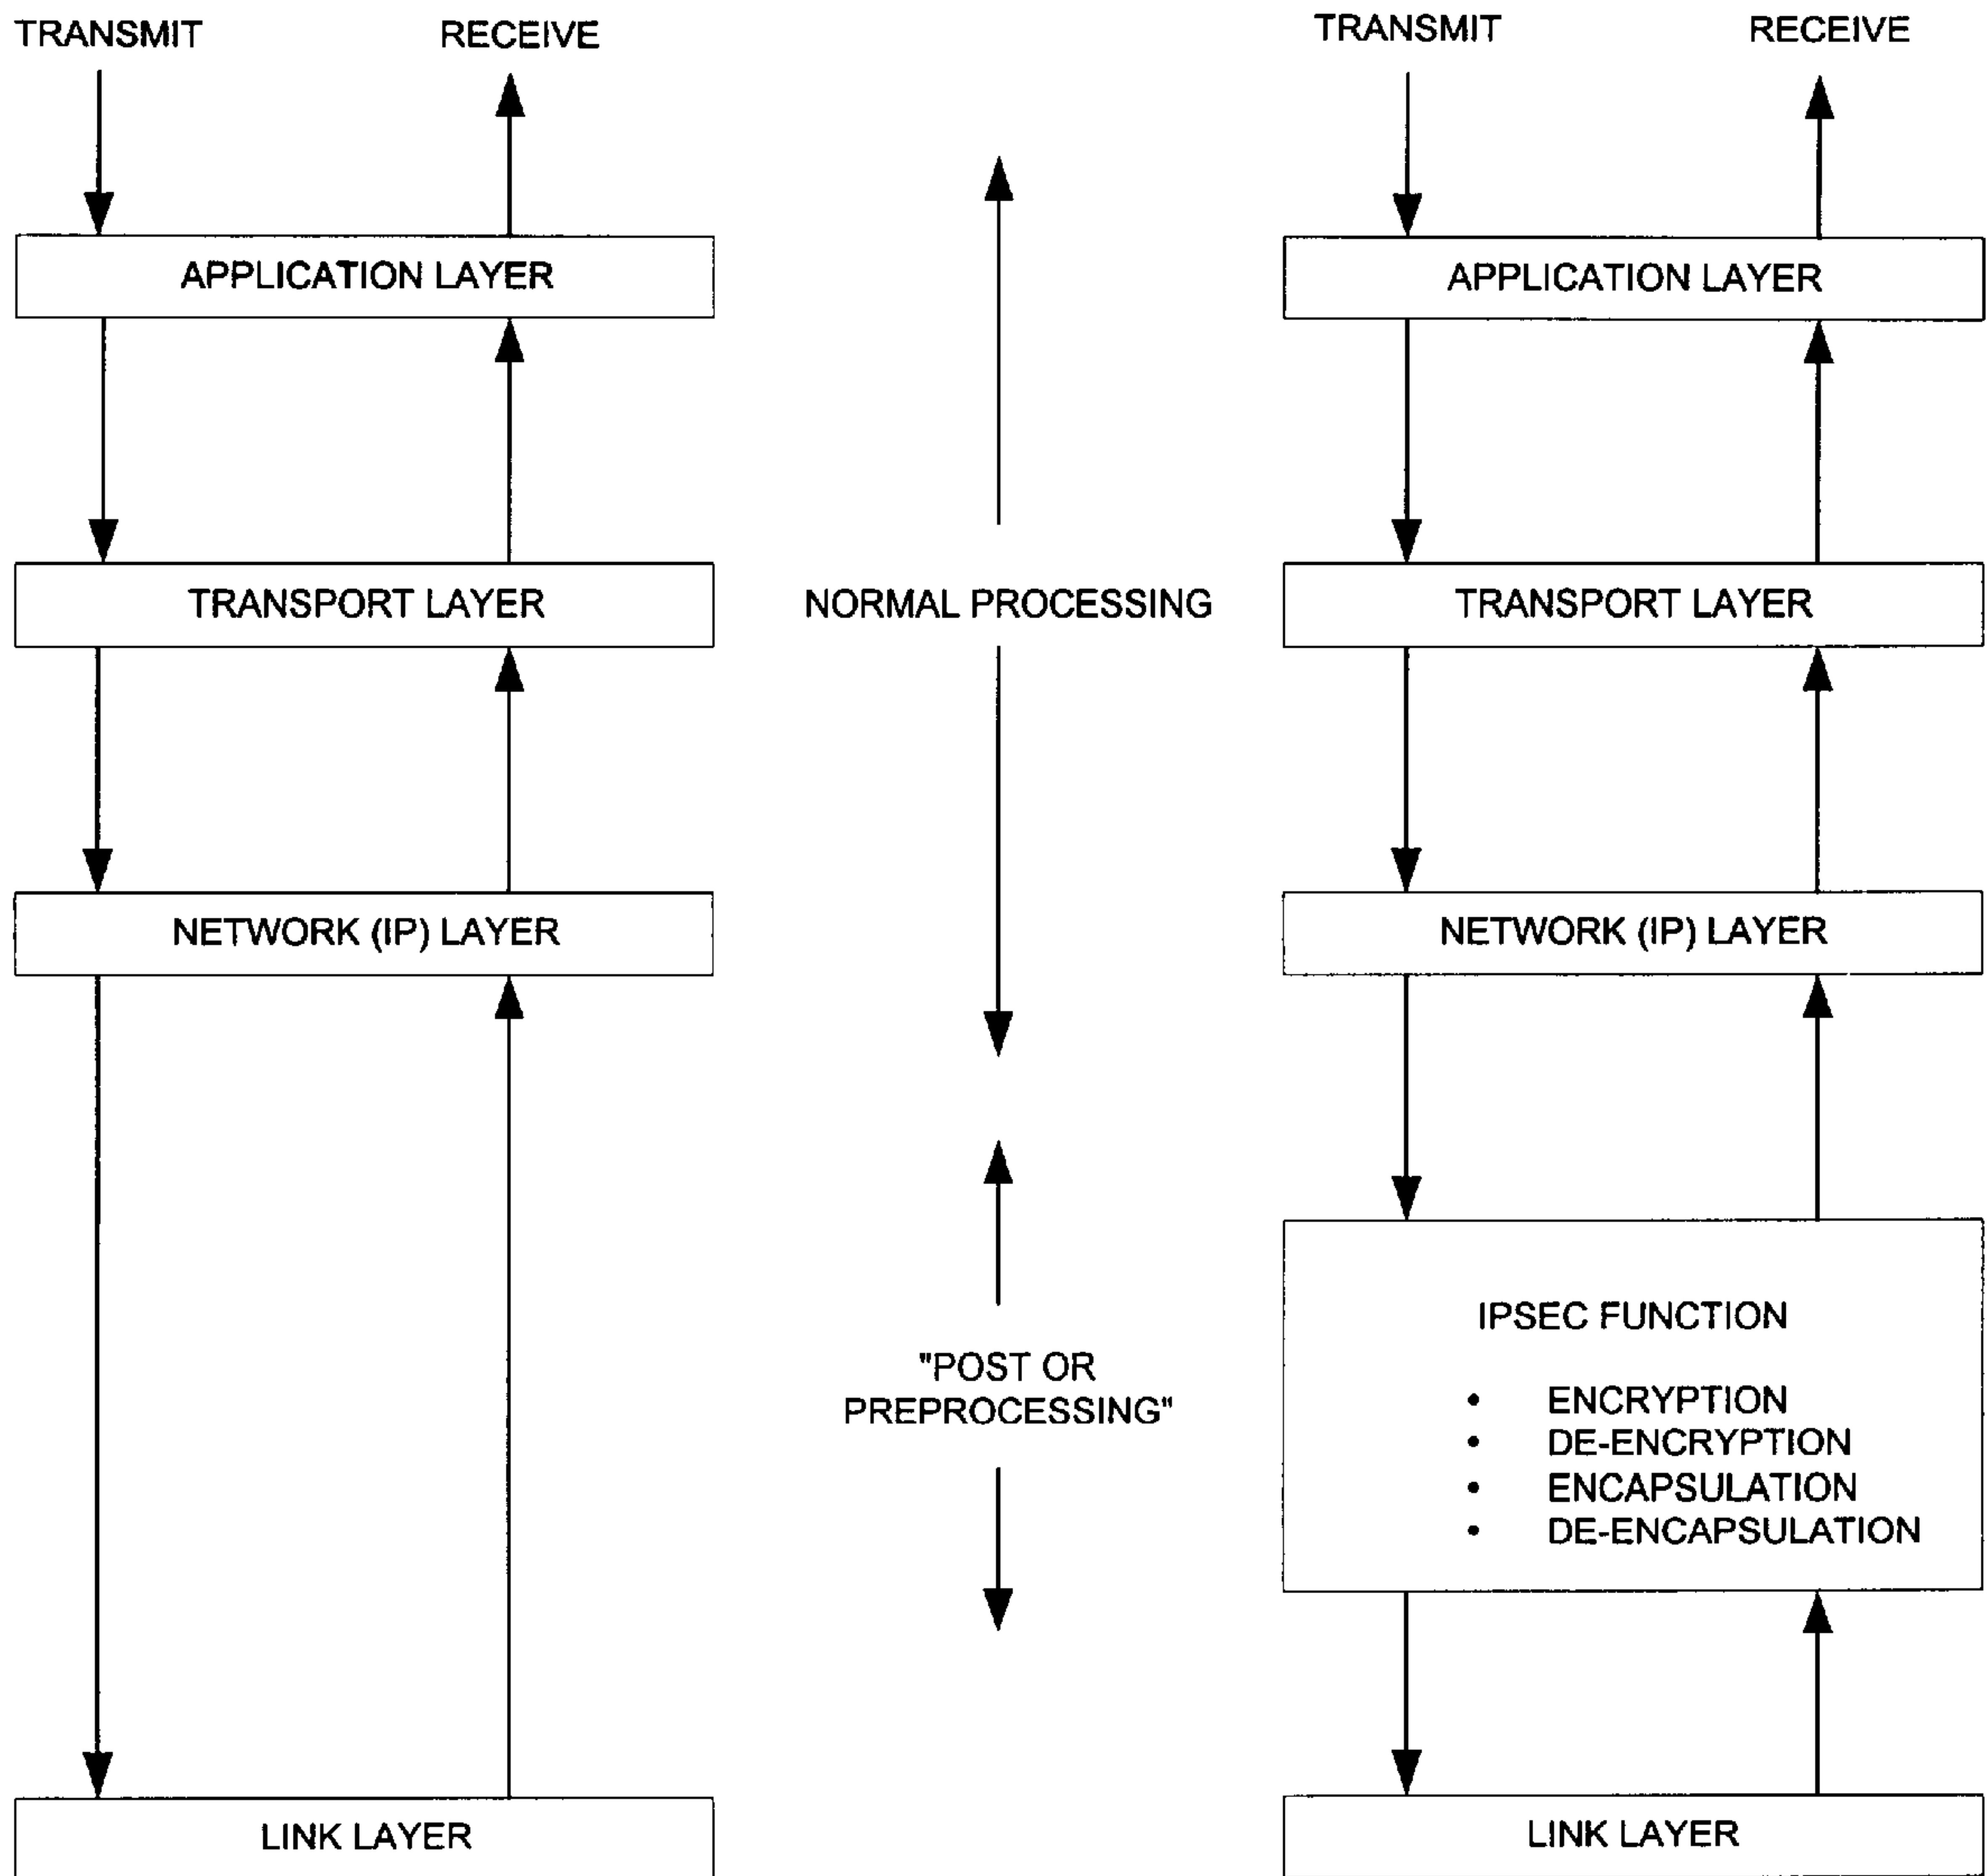 TRANSMIT
RECEIVE
TRANSMIT
RECEIVE
APPLICATION LAYER
APPLICATION LAYER
TRANSPORT LAYER
NORMAL PROCESSING
TRANSPORT LAYER
NETWORK (IP) LAYER
NETWORK (IP) LAYER
"POST OR
PREPROCESSING"
IPSEC FUNCTION
• ENCRYPTION
• DE-ENCRYPTION
• ENCAPSULATION
• DE-ENCAPSULATION
LINK LAYER
LINK LAYER